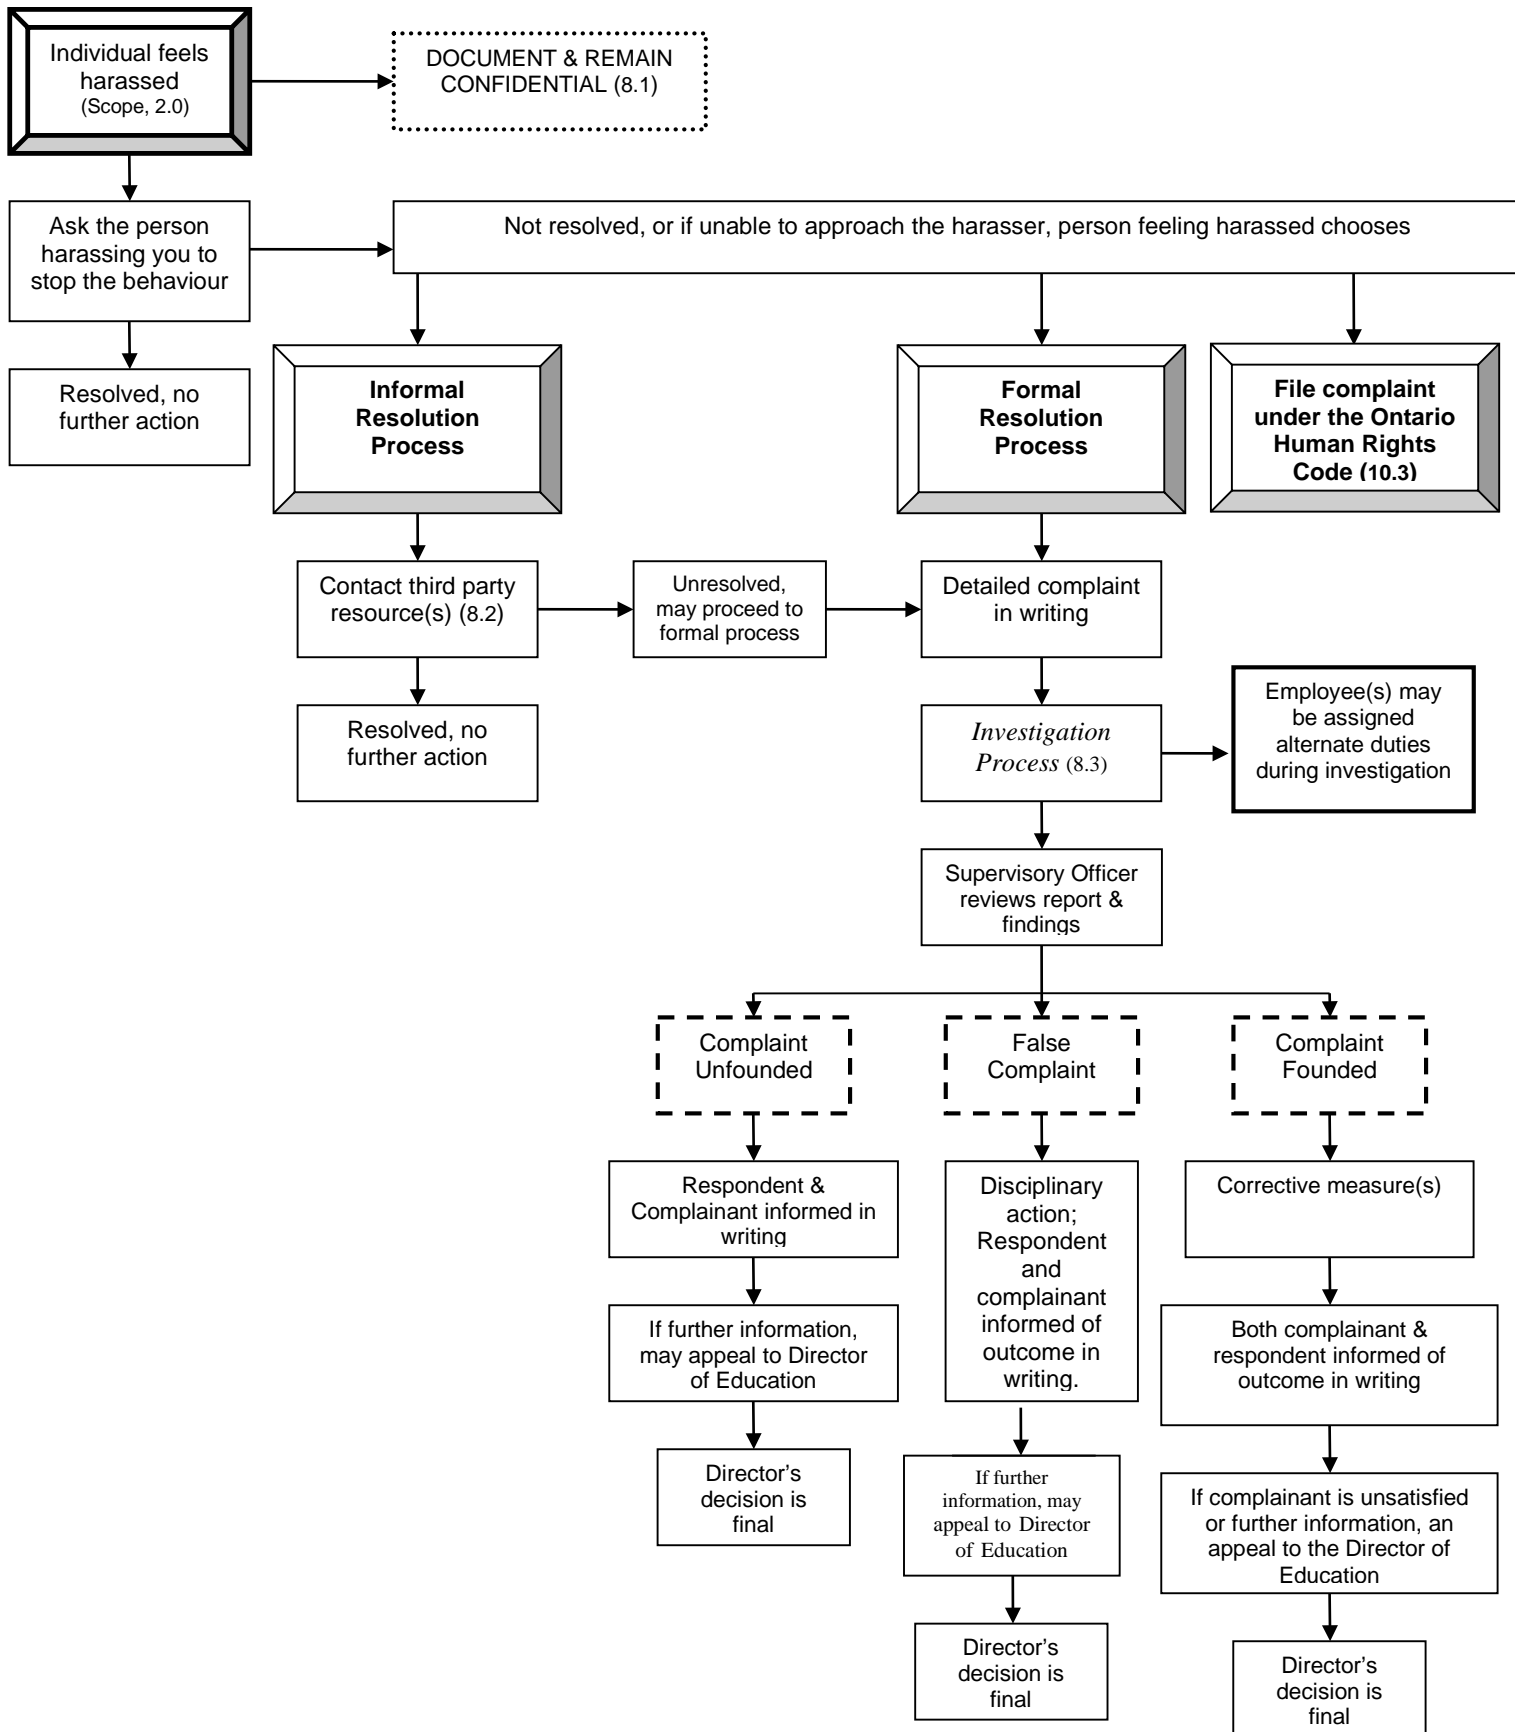 Individual feels
harassed
(Scope, 2.0)
DOCUMENT & REMAIN
CONFIDENTIAL (8.1)
Ask the person
harassing you to
stop the behaviour
Not resolved, or if unable to approach the harasser, person feeling harassed chooses
Resolved, no
further action
Informal
Resolution
Process
Formal
Resolution
Process
File complaint
under the Ontario
Human Rights
Code (10.3)
Contact third party
resource(s) (8.2)
Unresolved,
may proceed to
formal process
Detailed complaint
in writing
Resolved, no
further action
Investigation
Process (8.3)
Employee(s) may
be assigned
alternate duties
during investigation
Supervisory Officer
reviews report &
findings
Complaint
Unfounded
False
Complaint
Complaint
Founded
Respondent &
Complainant informed in
writing
Disciplinary
action;
Respondent
and
complainant
informed of
outcome in
writing.
Corrective measure(s)
If further information,
may appeal to Director
of Education
Both complainant &
respondent informed of
outcome in writing
Director's
decision is
final
If further
information, may
appeal to Director
of Education
If complainant is unsatisfied
or further information, an
appeal to the Director of
Education
Director's
decision is
final
Director's
decision is
final